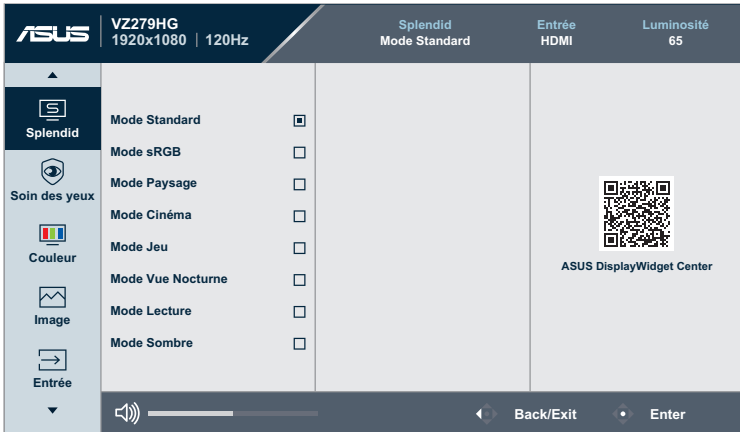 ASUS
VZ279HG
1920x1080 | 120Hz
Splendid
Mode Standard
Entrée
HDMI
Luminosité
65
Splendid
Soin des yeux
Couleur
Image
Entrée
Mode Standard
Mode sRGB
Mode Paysage
Mode Cinéma
Mode Jeu
Mode Vue Nocturne
Mode Lecture
Mode Sombre
ASUS DisplayWidget Center
Back/Exit
Enter